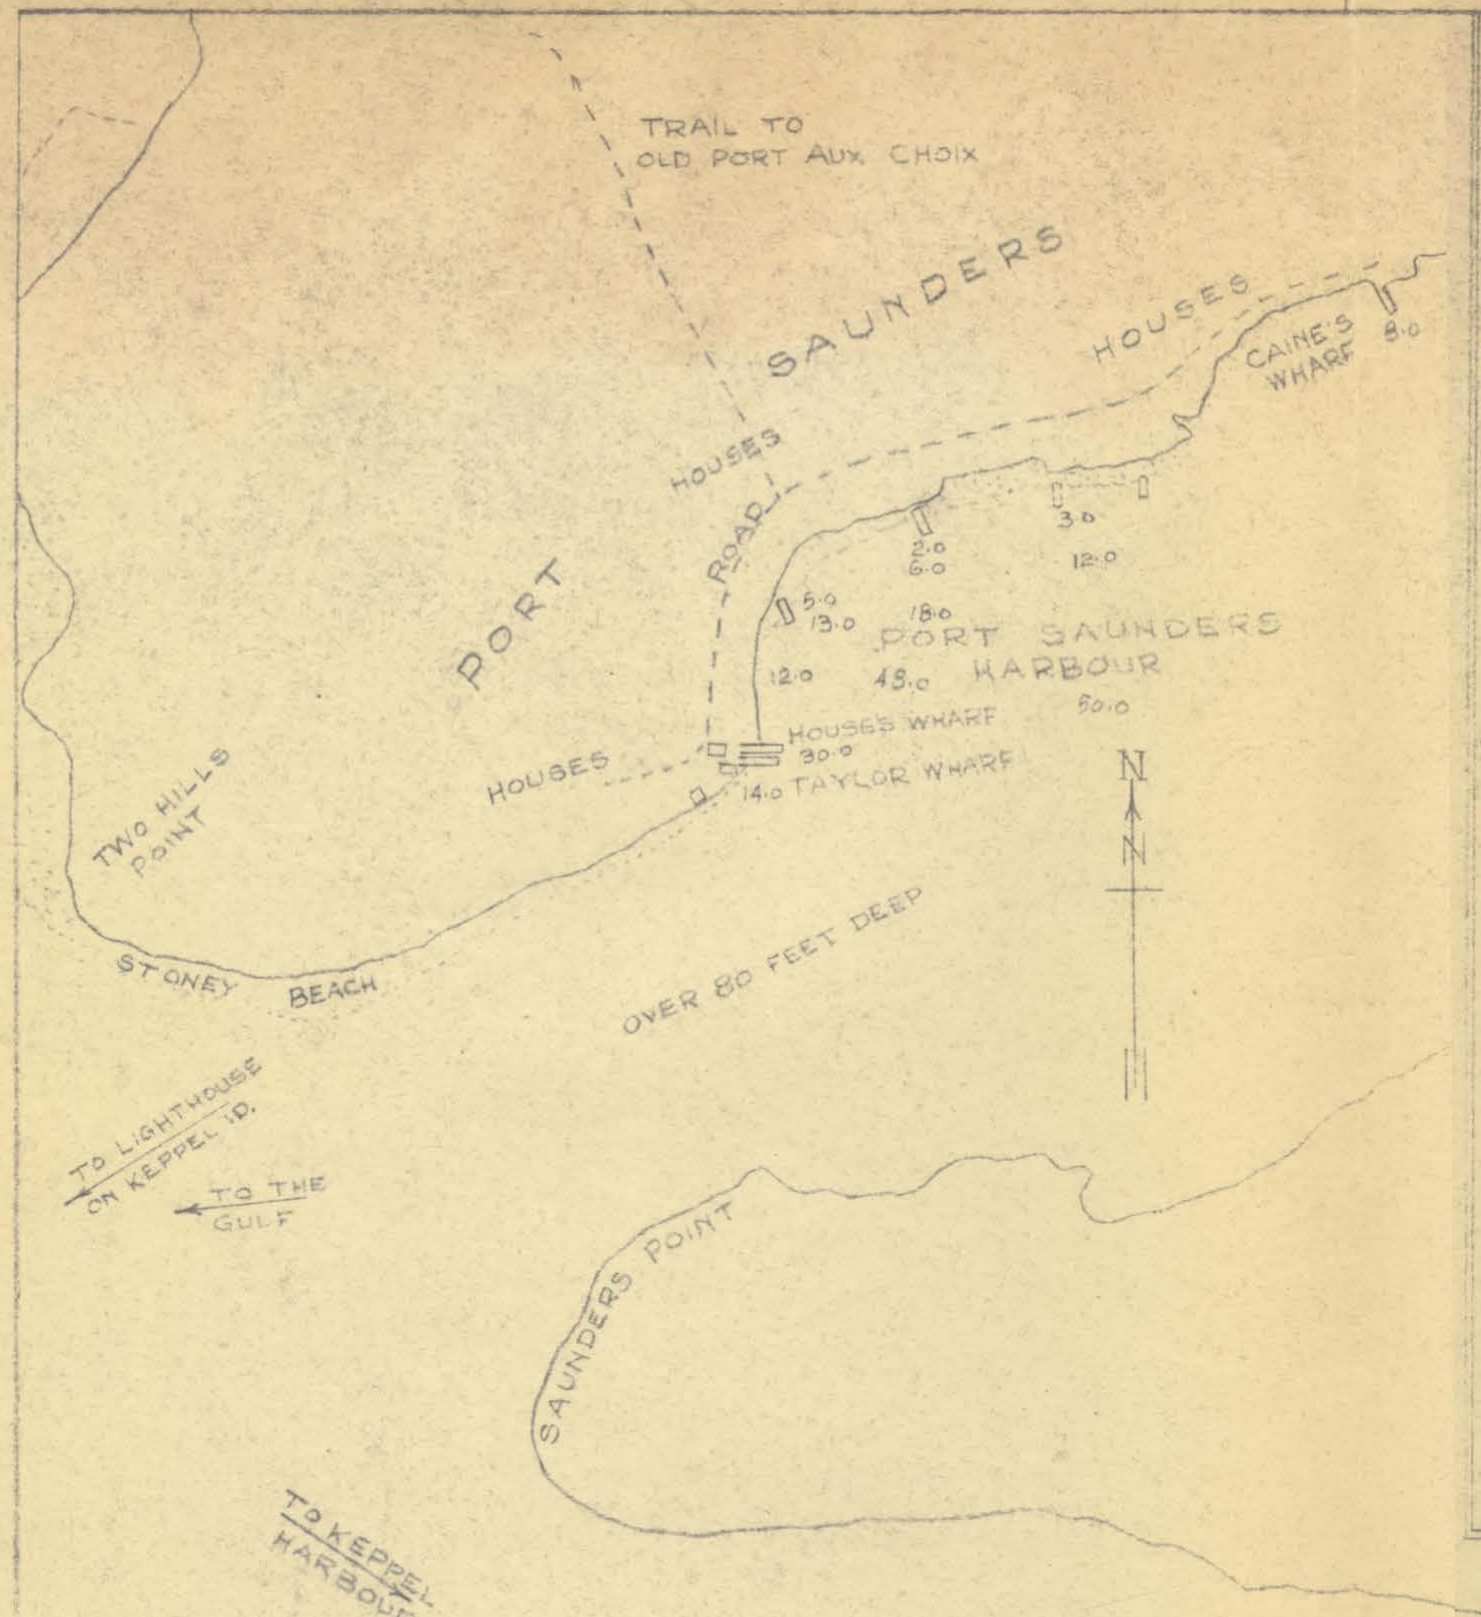 TRAIL TO
OLD PORT AUX CHOIX
PORT SAUNDERS
HOUSES
CAINE'S
WHARF
8.0
HOUSES
ROAD
3.0
2.0
6.0
12.0
5.0
13.0
18.0
PORT SAUNDERS
HARBOUR
12.0
48.0
50.0
HOUSE'S WHARF
30.0
HOUSES
14.0 TAYLOR WHARF
N
N
TWO HILLS
POINT
STONEY BEACH
OVER 80 FEET DEEP
TO LIGHTHOUSE
ON KEPPEL ID.
TO THE
GULF
SAUNDERS POINT
TO KEPPEL
HARBOUR